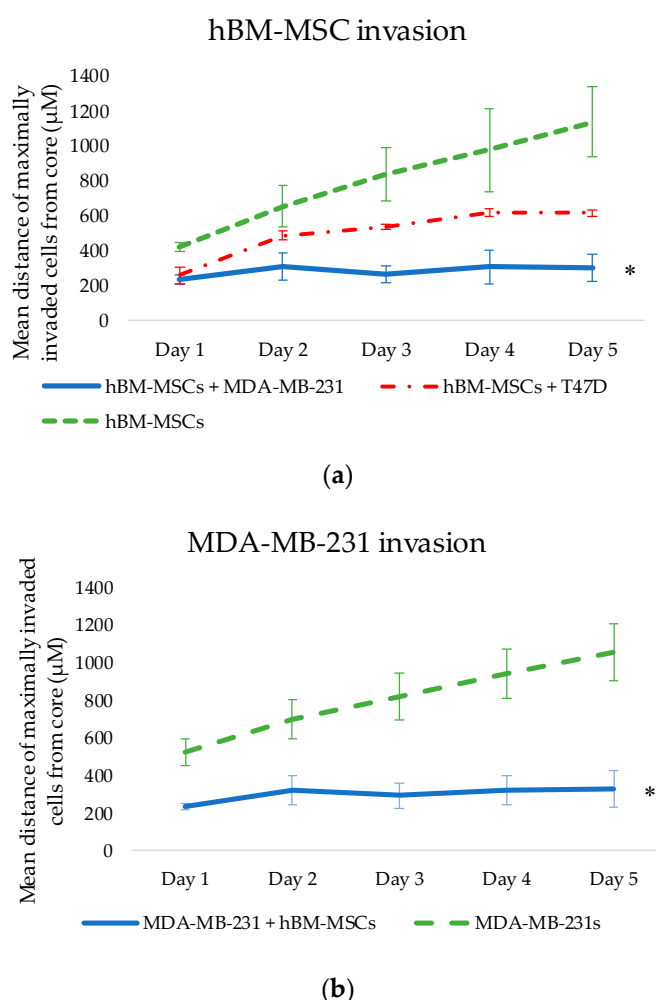 hBM-MSC invasion
Mean distance of maximally
invaded cells from core (µM)
1400
1200
1000
800
600
400
200
0
*
Day 1 Day 2 Day 3 Day 4 Day 5
hBM-MSCs + MDA-MB-231 hBM-MSCs + T47D
hBM-MSCs
(a)
MDA-MB-231 invasion
Mean distance of maximally invaded
cells from core (µM)
1400
1200
1000
800
600
400
200
0
*
Day 1 Day 2 Day 3 Day 4 Day 5
MDA-MB-231 + hBM-MSCs MDA-MB-231s
(b)